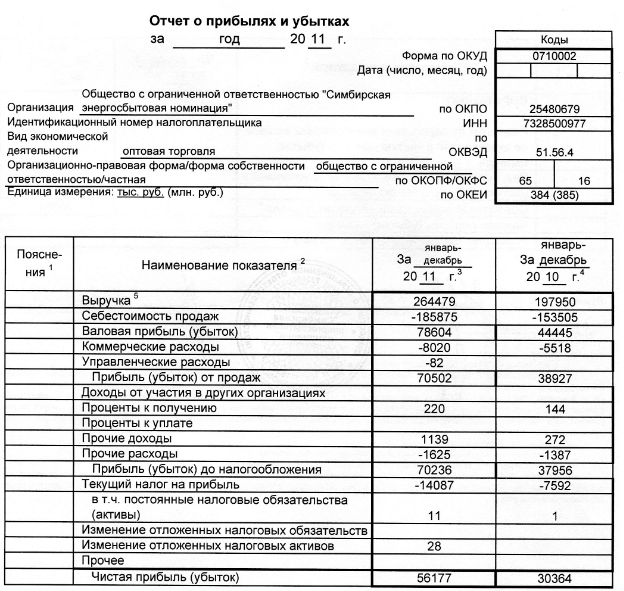 Отчет о прибылях и убытках
за год 20 11 г.
Коды
Форма по ОКУД 0710002
Дата (число, месяц, год)
Общество с ограниченной ответственностью "Симбирская
Организация энергосбытовая номинация" по ОКПО 25480679
Идентификационный номер налогоплательщика ИНН 7328500977
Вид экономической по
деятельности оптовая торговля ОКВЭД 51.56.4
Организационно-правовая форма/форма собственности общество с ограниченной
ответственностью/частная по ОКОПФ/ОКФС 65 16
Единица измерения: тыс. руб. (млн. руб.) по ОКЕИ 384 (385)
Поясне-
ния 1
Наименование показателя 2
январь-
За декабрь
20 11 г.3
январь-
За декабрь
20 10 г.4
Выручка 5 264479 197950
Себестоимость продаж -185875 -153505
Валовая прибыль (убыток) 78604 44445
Коммерческие расходы -8020 -5518
Управленческие расходы -82
Прибыль (убыток) от продаж 70502 38927
Доходы от участия в других организациях
Проценты к получению 220 144
Проценты к уплате
Прочие доходы 1139 272
Прочие расходы -1625 -1387
Прибыль (убыток) до налогообложения 70236 37956
Текущий налог на прибыль -14087 -7592
в т.ч. постоянные налоговые обязательства
(активы) 11 1
Изменение отложенных налоговых обязательств
Изменение отложенных налоговых активов 28
Прочее
Чистая прибыль (убыток) 56177 30364